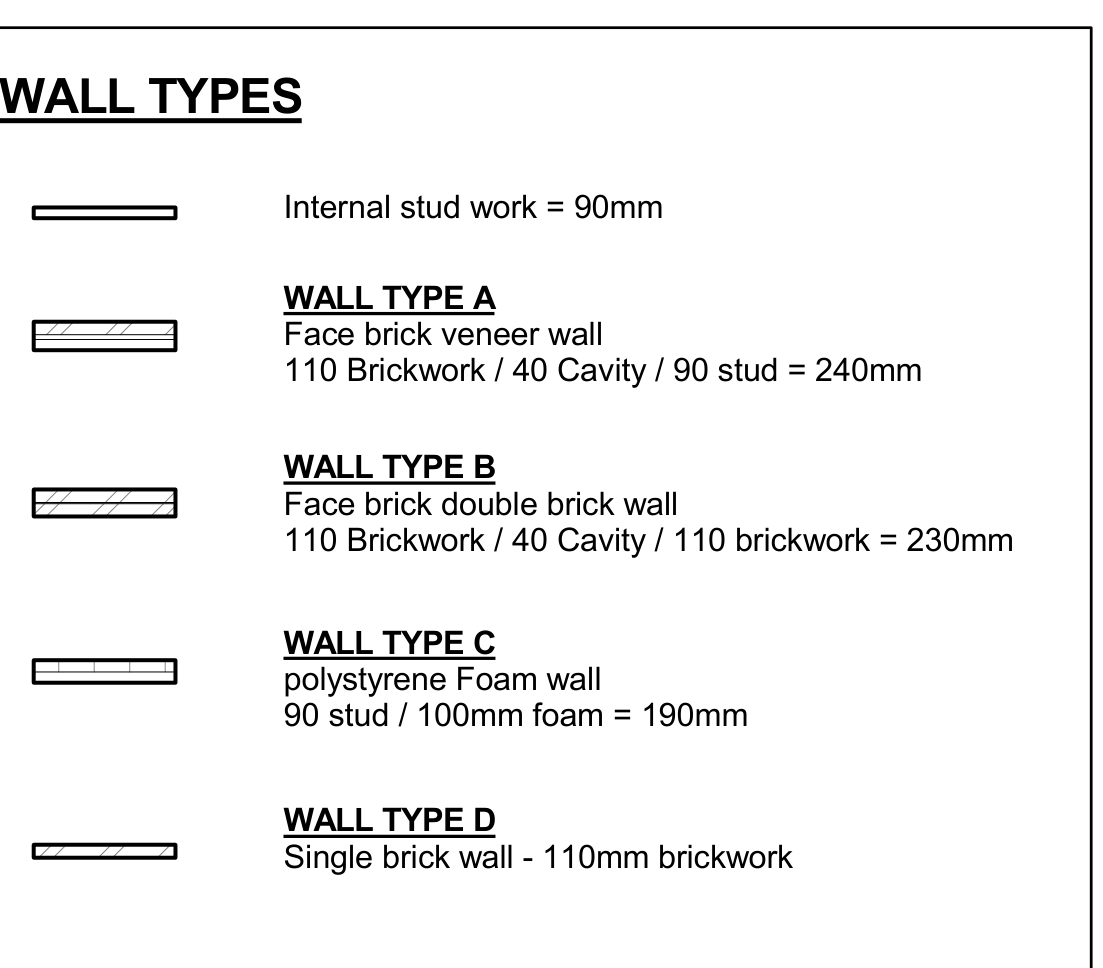 WALL TYPES
Internal stud work = 90mm
WALL TYPE A
Face brick veneer wall
110 Brickwork / 40 Cavity / 90 stud = 240mm
WALL TYPE B
Face brick double brick wall
110 Brickwork / 40 Cavity / 110 brickwork = 230mm
WALL TYPE C
polystyrene Foam wall
90 stud / 100mm foam = 190mm
WALL TYPE D
Single brick wall - 110mm brickwork